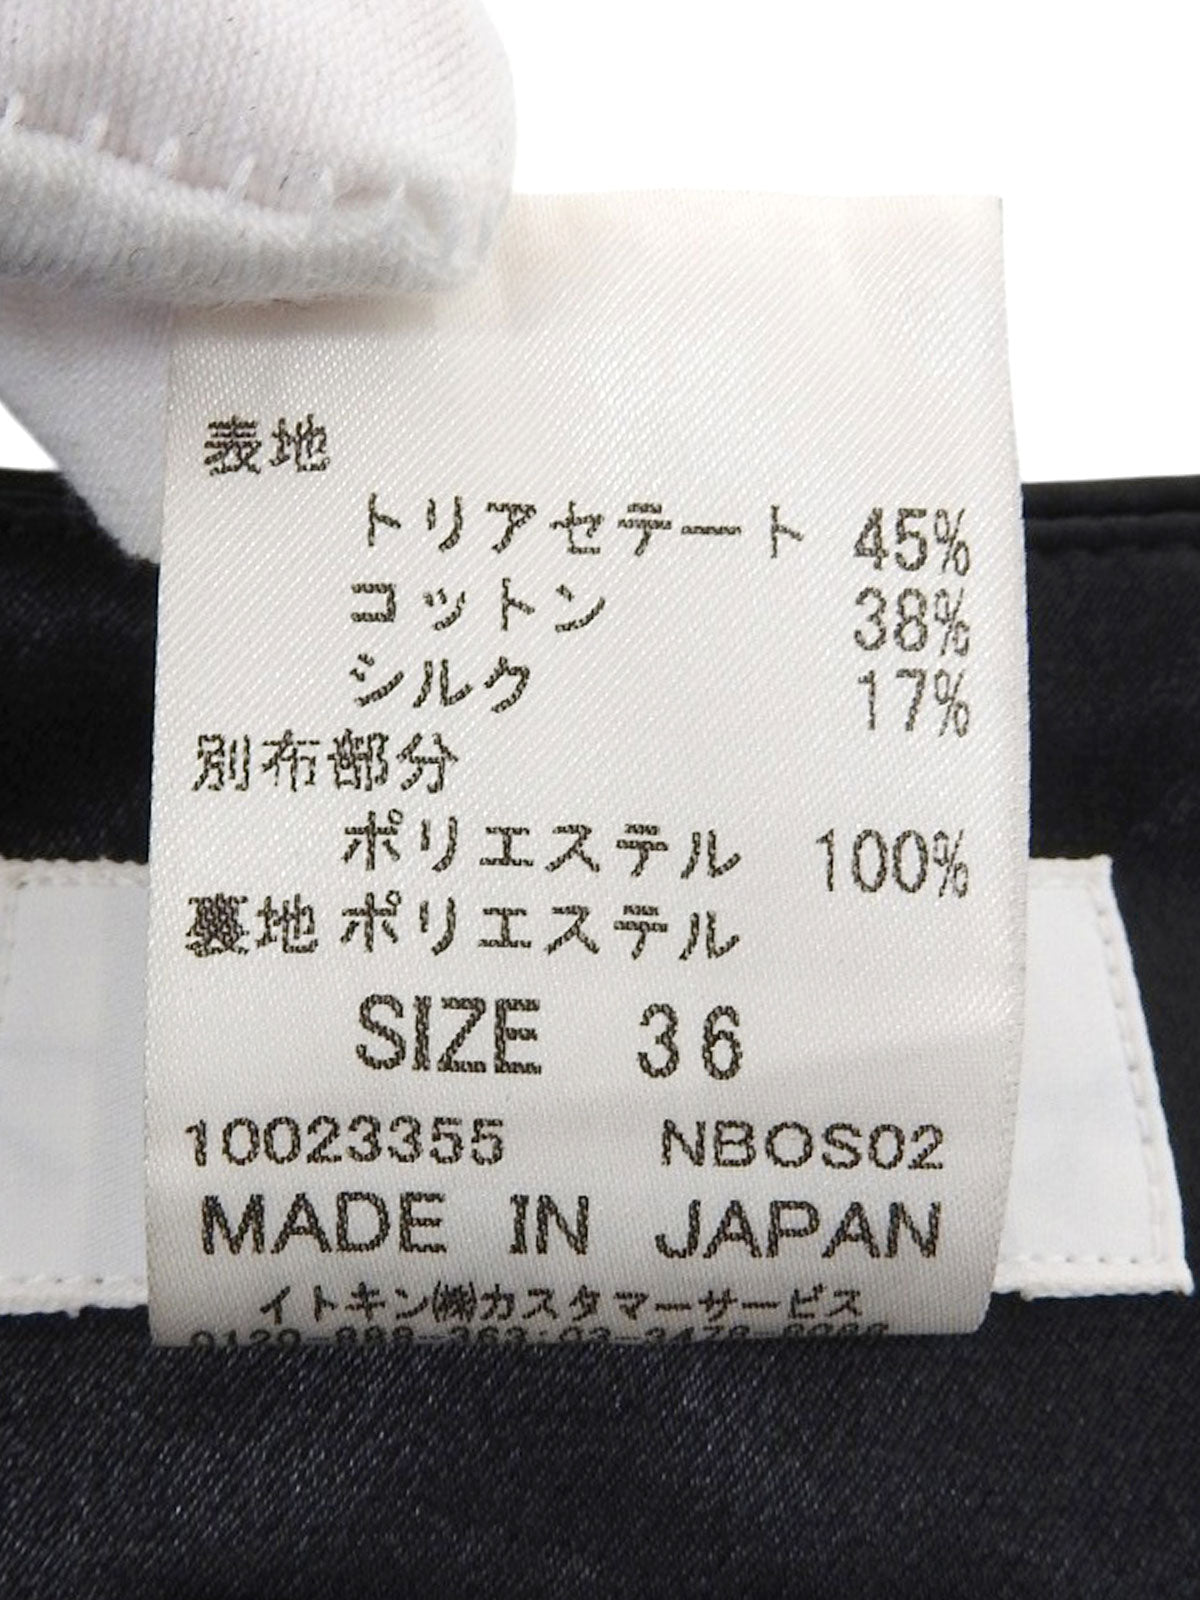 表地
トリアセテート 45%
コットン 38%
シルク 17%
別布部分
ポリエステル 100%
裏地 ポリエステル
SIZE 36
10023355 NBOS02
MADE IN JAPAN
イトキン㈱カスタマーサービス